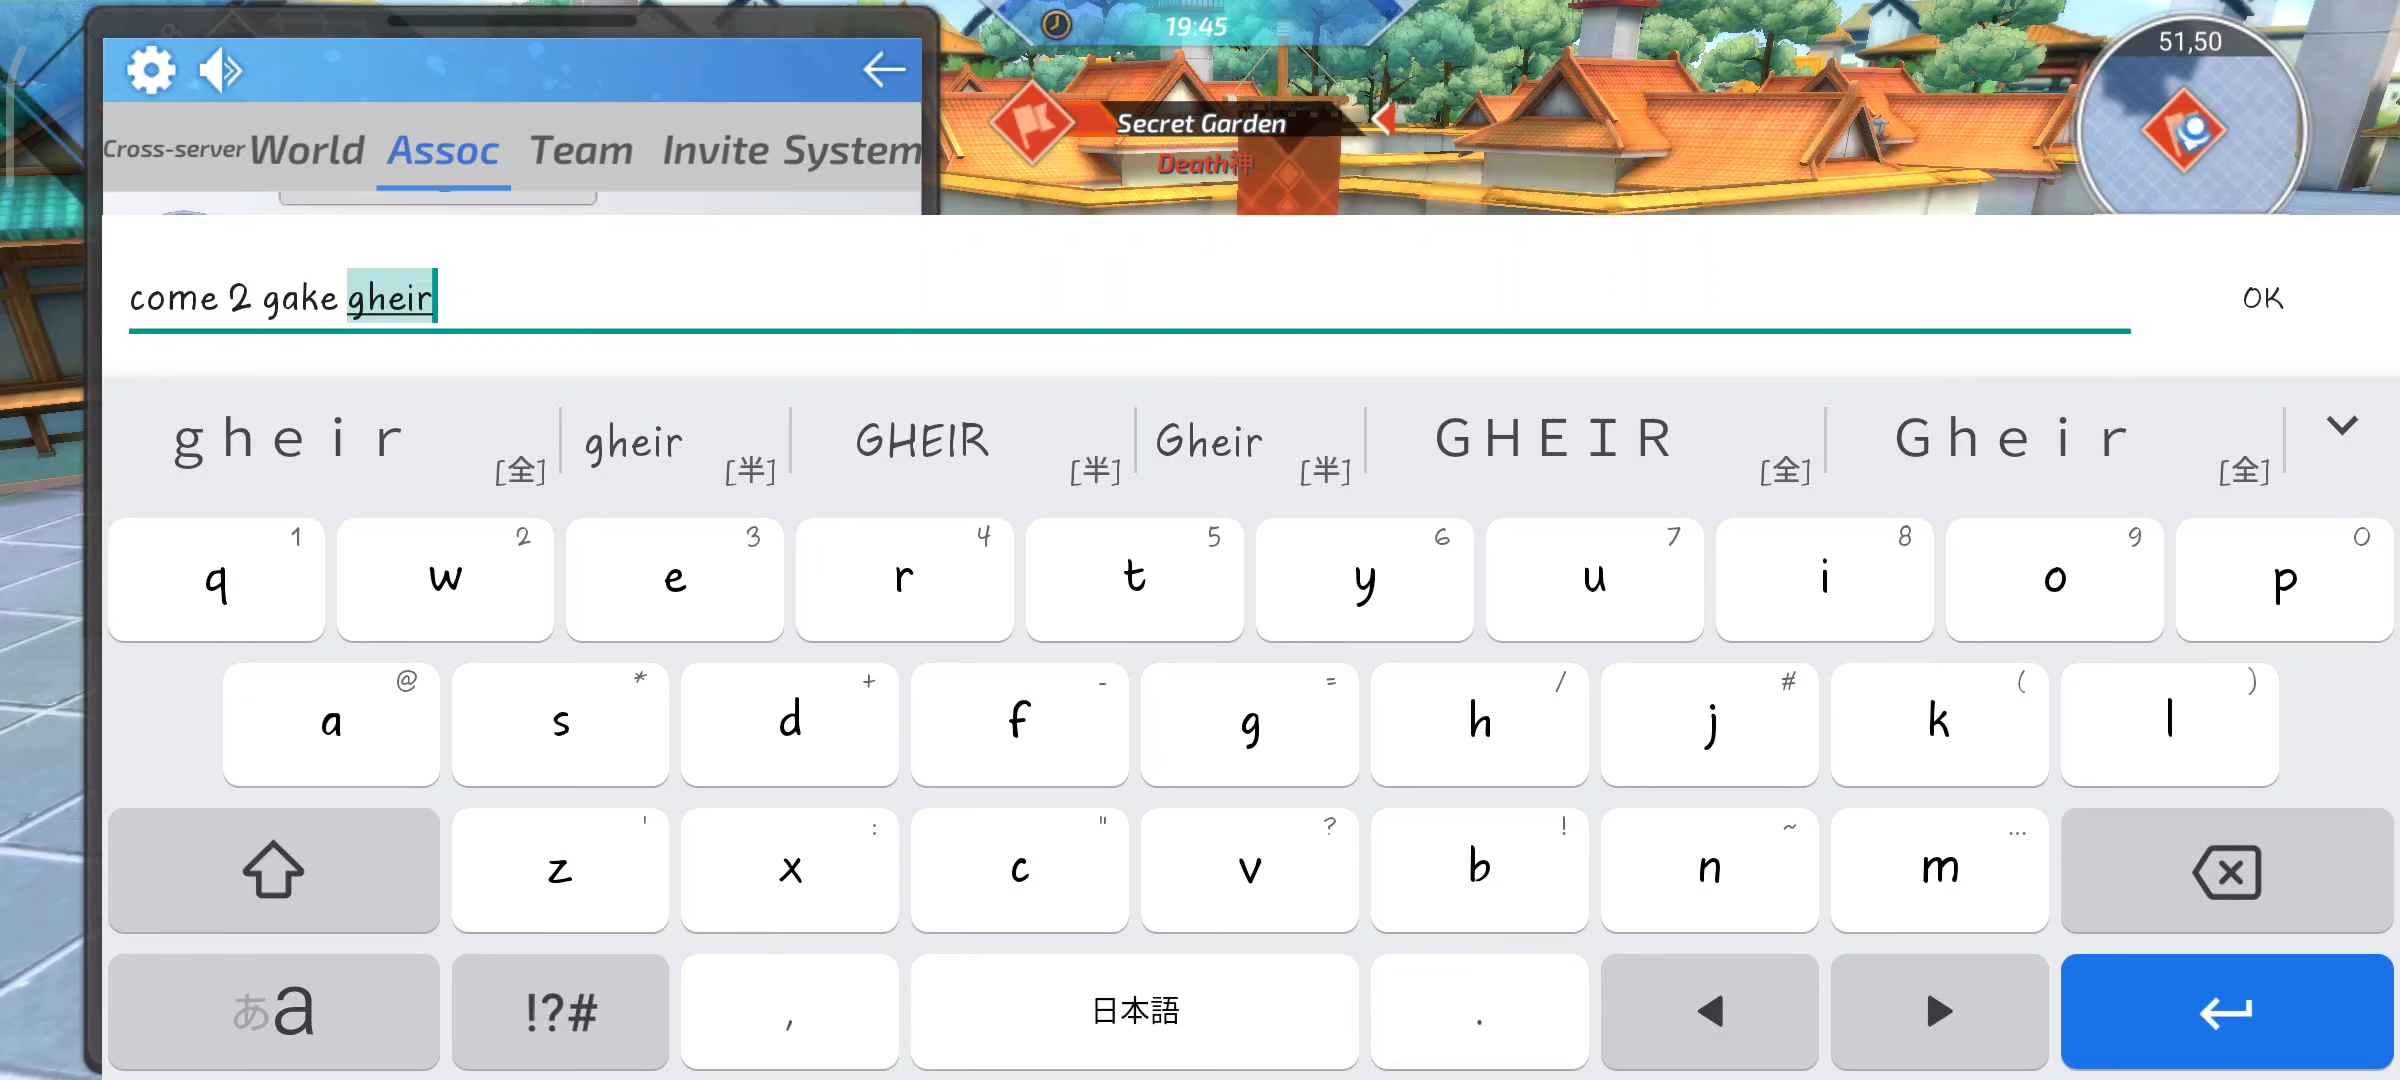 19:45
51,50
Cross-server World Assoc Team Invite System
Secret Garden
Death神
come 2 gake gheir
OK
ｇｈｅｉｒ [全] gheir [半] GHEIR [半] Gheir [半] ＧＨＥＩＲ [全] Ｇｈｅｉｒ [全]
1 2 3 4 5 6 7 8 9 0
q w e r t y u i o p
@ * + - = / # ( )
a s d f g h j k l
' : " ? ! ~ ...
z x c v b n m
あa !?# , 日本語 .